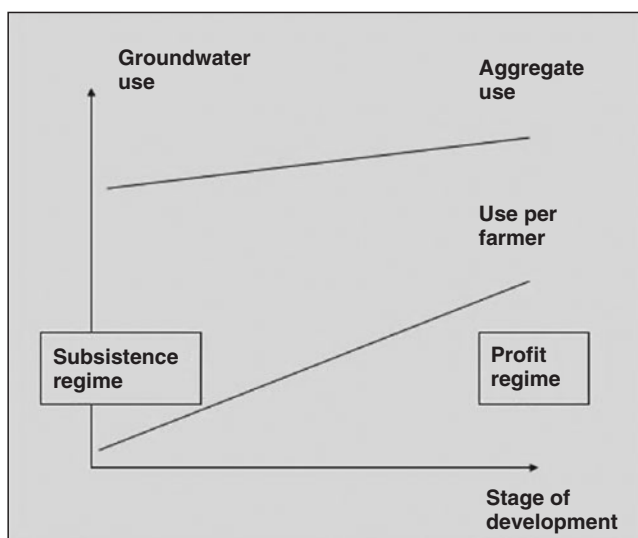 Groundwater
use
Aggregate
use
Use per
farmer
Subsistence
regime
Profit
regime
Stage of
development